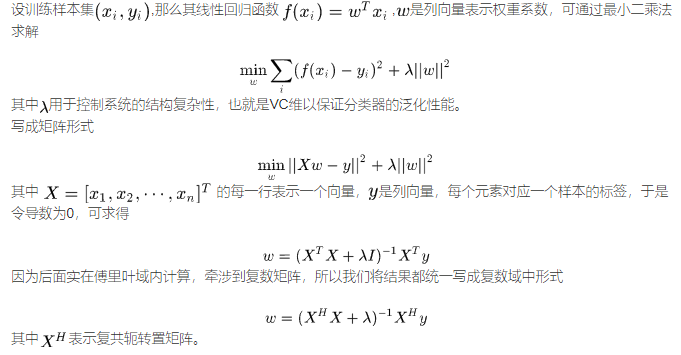 设训练样本集(x_i, y_i),那么其线性回归函数 f(x_i) = w^T x_i ,w是列向量表示权重系数，可通过最小二乘法
求解
min_w ∑_i (f(x_i) − y_i)^2 + λ||w||^2
其中λ用于控制系统的结构复杂性，也就是VC维以保证分类器的泛化性能。
写成矩阵形式
min_w ||Xw − y||^2 + λ||w||^2
其中 X = [x_1, x_2, ···, x_n]^T 的每一行表示一个向量，y是列向量，每个元素对应一个样本的标签，于是
令导数为0，可求得
w = (X^T X + λI)^{−1} X^T y
因为后面实在傅里叶域内计算，牵涉到复数矩阵，所以我们将结果都统一写成复数域中形式
w = (X^H X + λ)^{−1} X^H y
其中 X^H 表示复共轭转置矩阵。